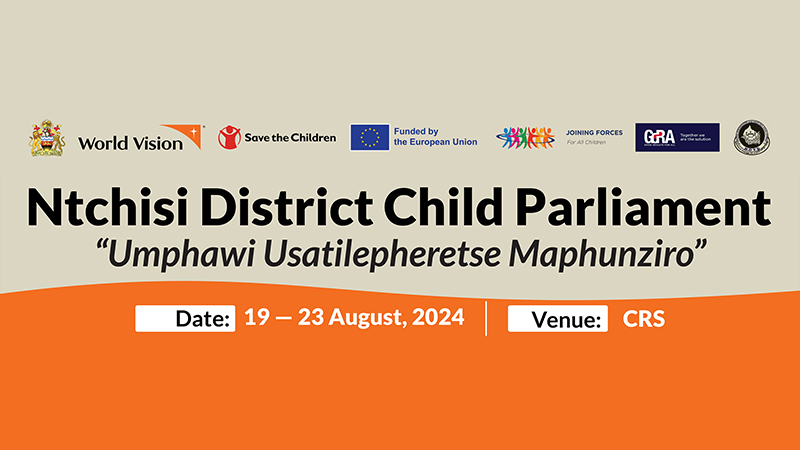 World Vision
Save the Children
Funded by
the European Union
JOINING FORCES
For All Children
GiRA
Together we
are the solution
Ntchisi District Child Parliament
“Umphawi Usatilepheretse Maphunziro”
Date: 19 — 23 August, 2024
Venue: CRS